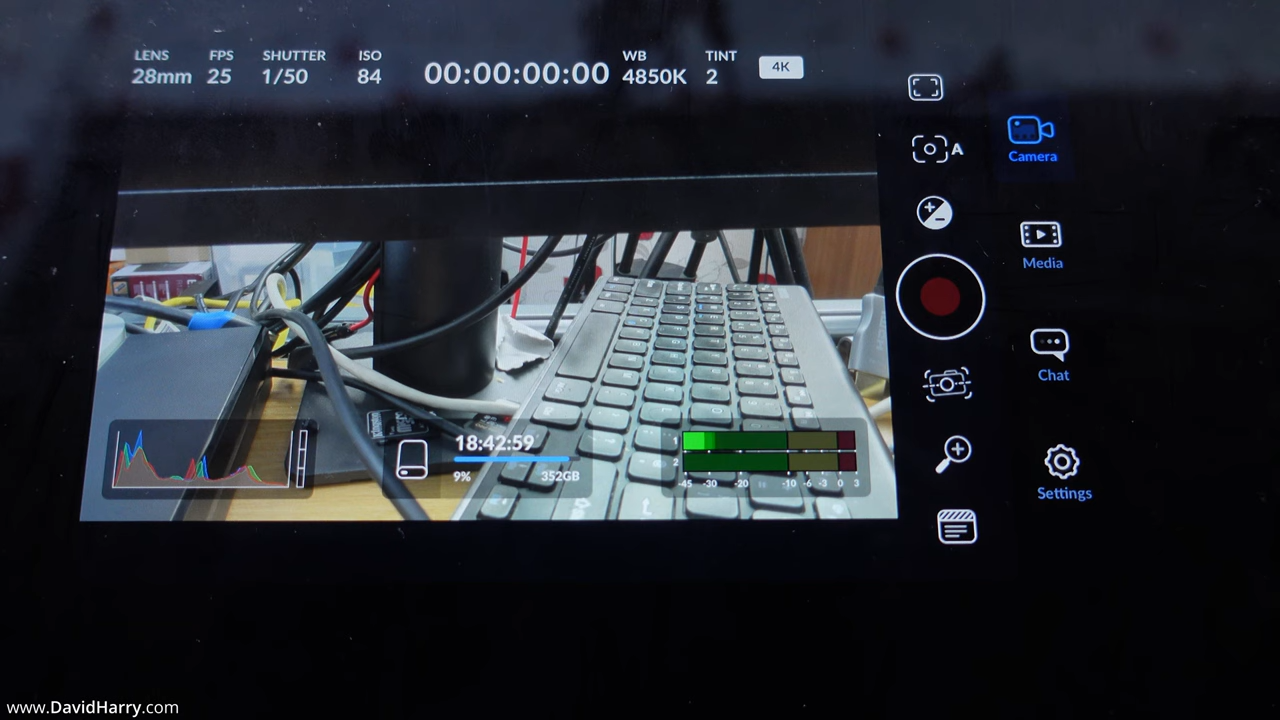 LENS FPS SHUTTER ISO WB TINT
28mm 25 1/50 84 00:00:00:00 4850K 2 4K
A
Camera
Media
Chat
Settings
18:42:59
9% 352GB
1
2
-45 -30 -20 -10 -6 -3 0 3
www.DavidHarry.com